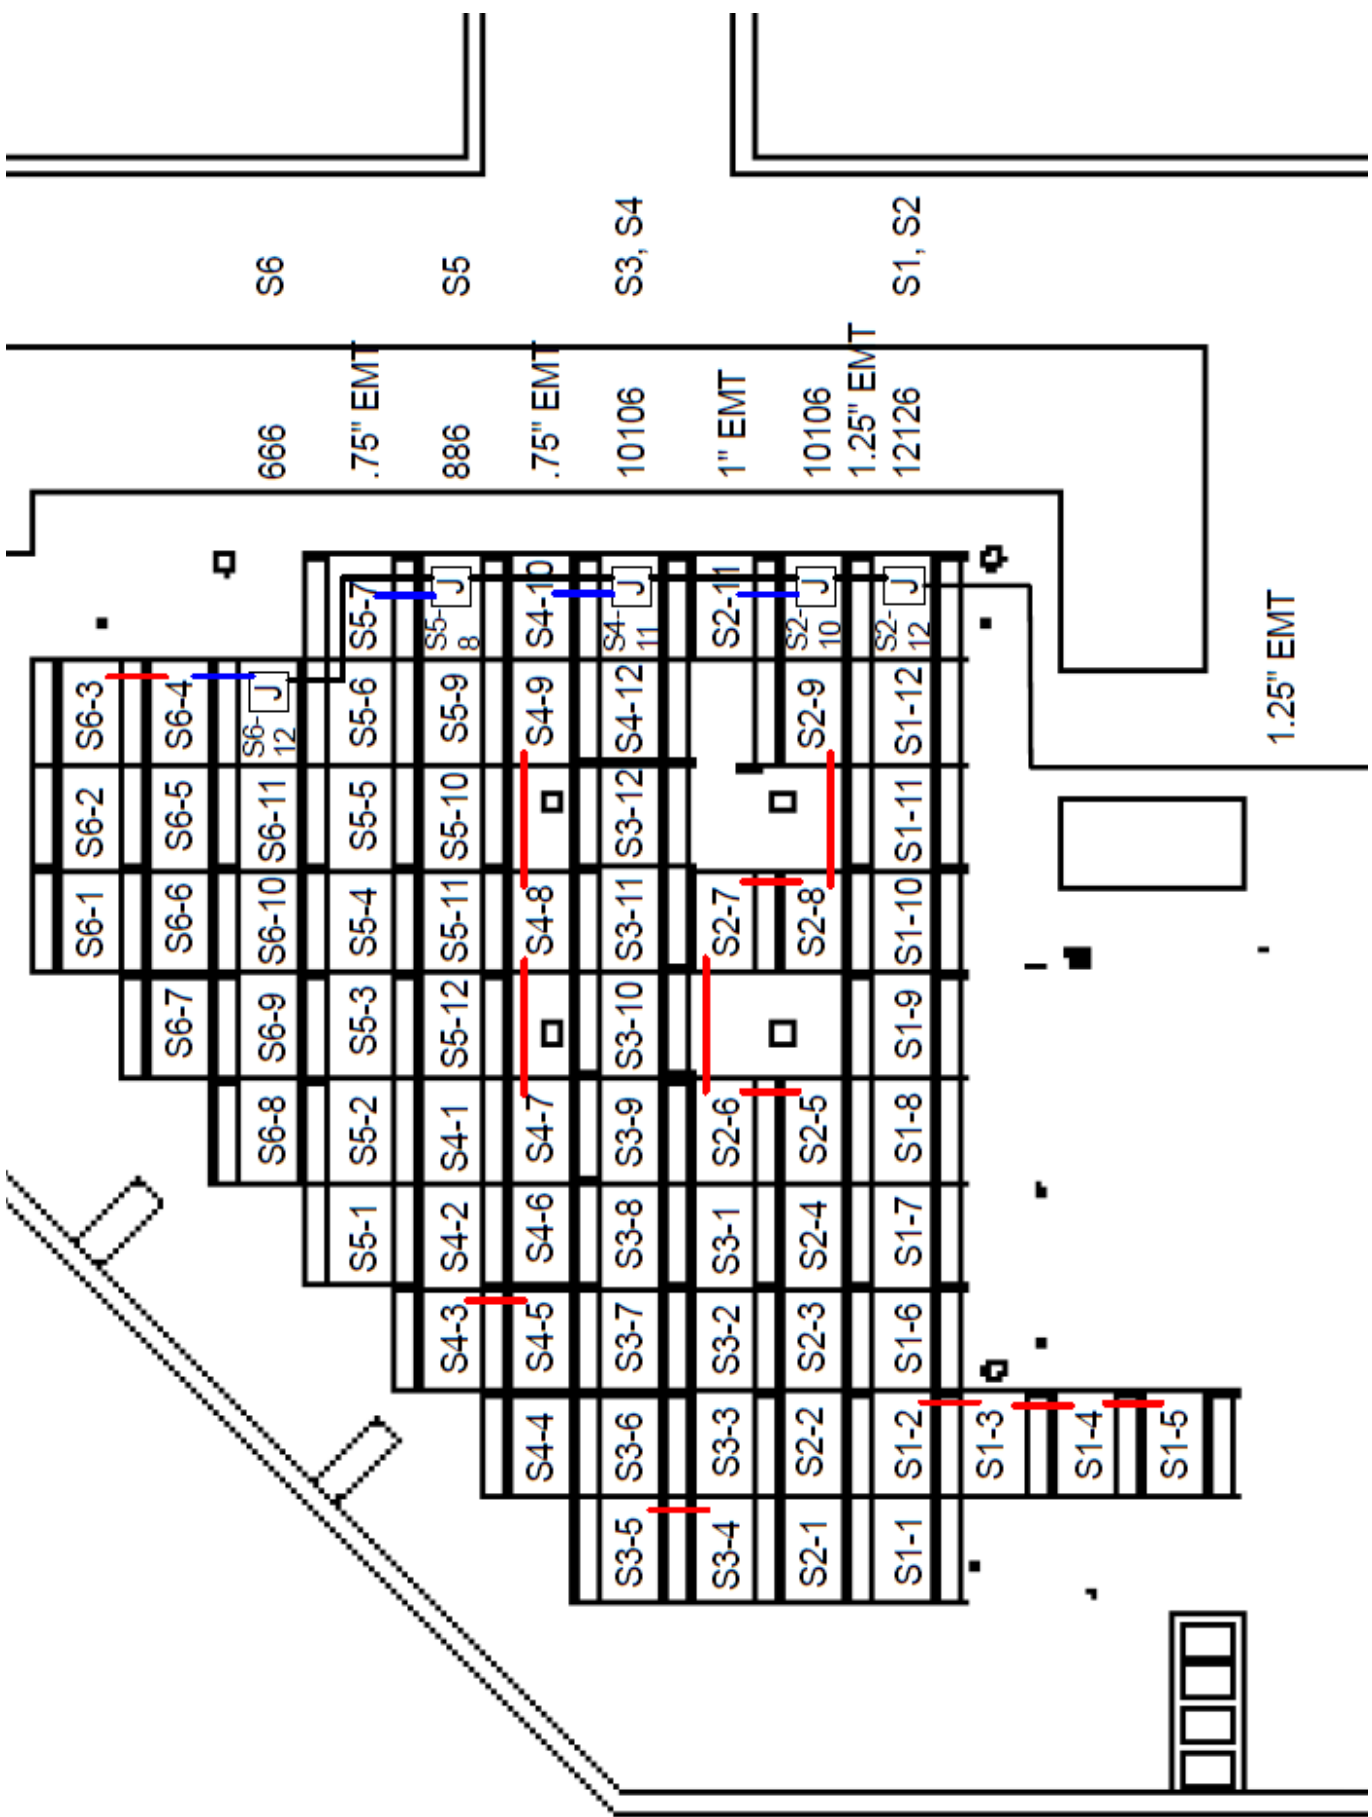 S6-1 S6-2 S6-3
S6-7 S6-6 S6-5 S6-4
S6-8 S6-9 S6-10 S6-11 S6-12 J 666 S6
S5-1 S5-2 S5-3 S5-4 S5-5 S5-6 S5-7 .75" EMT
S4-3 S4-2 S4-1 S5-12 S5-11 S5-10 S5-9 S5-8 J 886 S5
S4-4 S4-5 S4-6 S4-7 S4-8 S4-9 S4-10 .75" EMT
S3-5 S3-6 S3-7 S3-8 S3-9 S3-10 S3-11 S3-12 S4-12 S4-11 J 10106 S3, S4
S3-4 S3-3 S3-2 S3-1 S2-6 S2-7 S2-11 1" EMT
S2-1 S2-2 S2-3 S2-4 S2-5 S2-8 S2-9 S2-10 J 10106
1.25" EMT
S1-1 S1-2 S1-6 S1-7 S1-8 S1-9 S1-10 S1-11 S1-12 S2-12 J 12126 S1, S2
S1-3
S1-4
S1-5
1.25" EMT